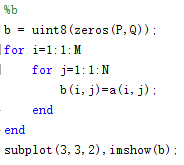 %b
b = uint8(zeros(P,Q));
for i=1:1:M
for j=1:1:N
b(i,j)=a(i,j);
end
end
subplot(3,3,2),imshow(b);